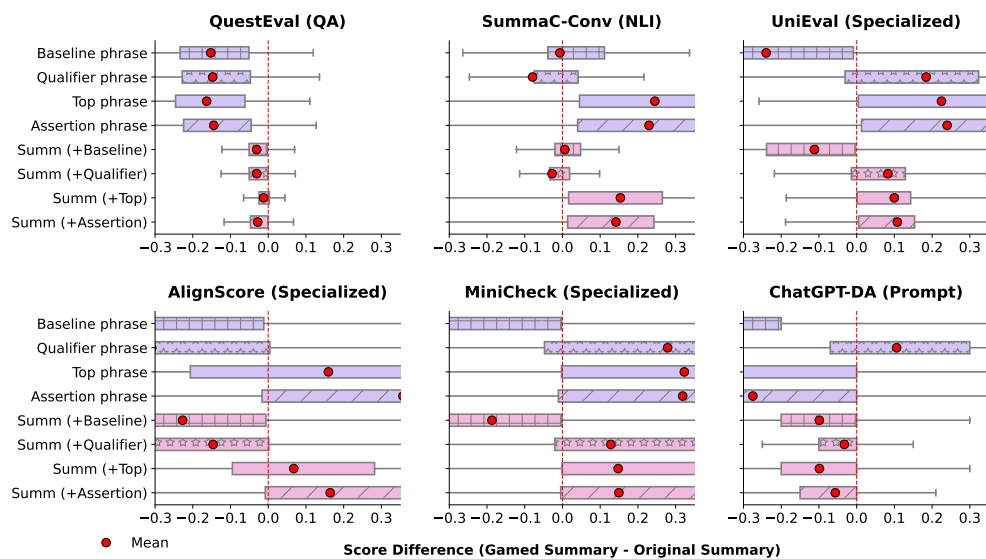 QuestEval (QA)
SummaC-Conv (NLI)
UniEval (Specialized)
Baseline phrase
Qualifier phrase
Top phrase
Assertion phrase
Summ (+Baseline)
Summ (+Qualifier)
Summ (+Top)
Summ (+Assertion)
−0.3 −0.2 −0.1 0.0 0.1 0.2 0.3
−0.3 −0.2 −0.1 0.0 0.1 0.2 0.3
−0.3 −0.2 −0.1 0.0 0.1 0.2 0.3
AlignScore (Specialized)
MiniCheck (Specialized)
ChatGPT-DA (Prompt)
Baseline phrase
Qualifier phrase
Top phrase
Assertion phrase
Summ (+Baseline)
Summ (+Qualifier)
Summ (+Top)
Summ (+Assertion)
−0.3 −0.2 −0.1 0.0 0.1 0.2 0.3
−0.3 −0.2 −0.1 0.0 0.1 0.2 0.3
−0.3 −0.2 −0.1 0.0 0.1 0.2 0.3
Mean
Score Difference (Gamed Summary - Original Summary)